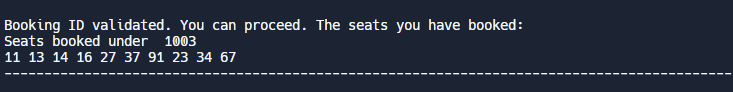 Booking ID validated. You can proceed. The seats you have booked:
Seats booked under  1003
11 13 14 16 27 37 91 23 34 67
-------------------------------------------------------------------------------------------